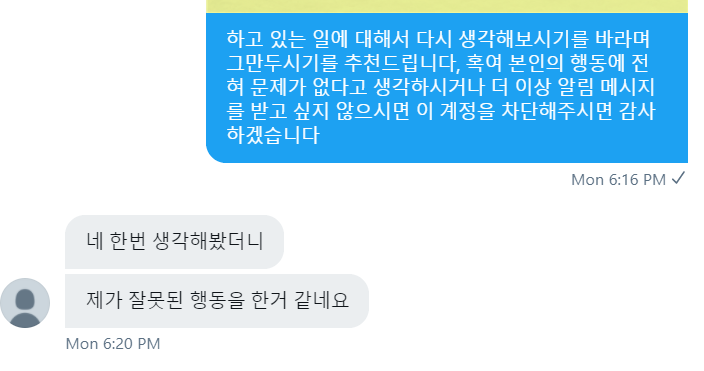 하고 있는 일에 대해서 다시 생각해보시기를 바라며
그만두시기를 추천드립니다, 혹여 본인의 행동에 전
혀 문제가 없다고 생각하시거나 더 이상 알림 메시지
를 받고 싶지 않으시면 이 계정을 차단해주시면 감사
하겠습니다
Mon 6:16 PM
네 한번 생각해봤더니
제가 잘못된 행동을 한거 같네요
Mon 6:20 PM